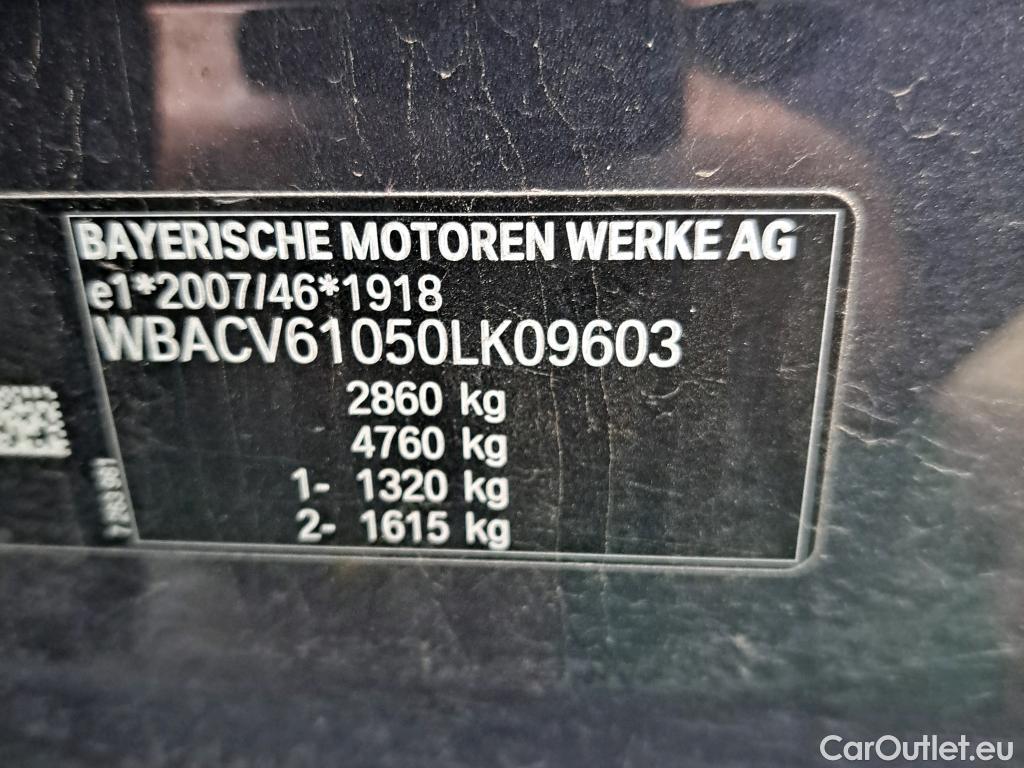 BAYERISCHE MOTOREN WERKE AG
e1*2007/46*1918
WBACV61050LK09603
2860 kg
4760 kg
1- 1320 kg
2- 1615 kg
CarOutlet.eu